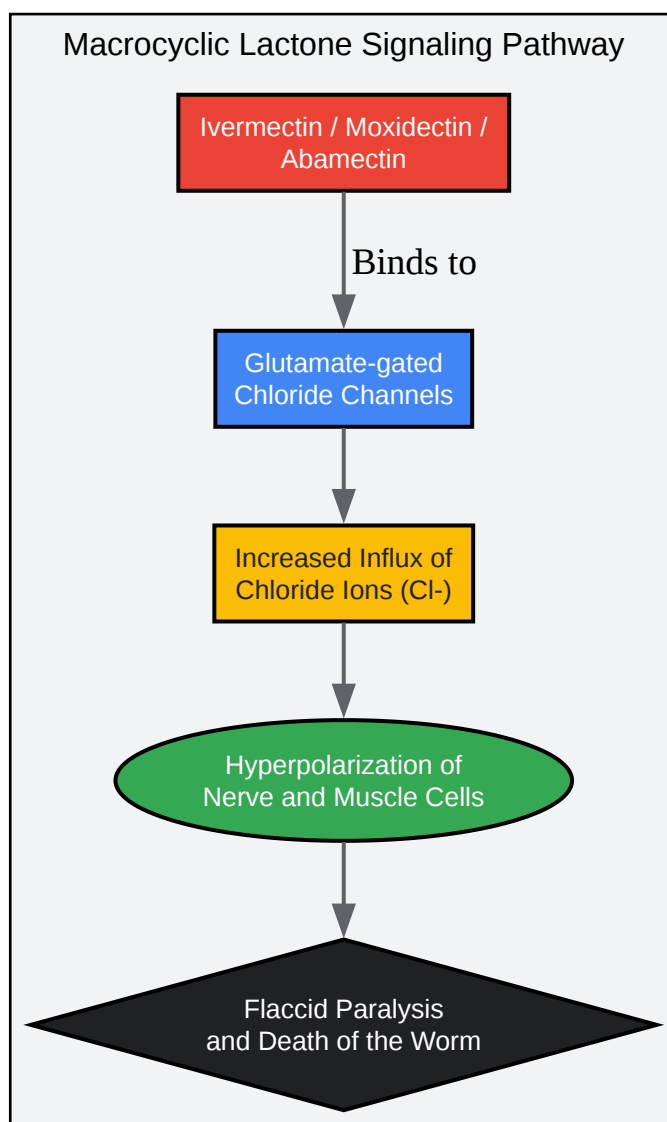 Macrocyclic Lactone Signaling Pathway
Ivermectin / Moxidectin /
Abamectin
Binds to
Glutamate-gated
Chloride Channels
Increased Influx of
Chloride Ions (Cl-)
Hyperpolarization of
Nerve and Muscle Cells
Flaccid Paralysis
and Death of the Worm